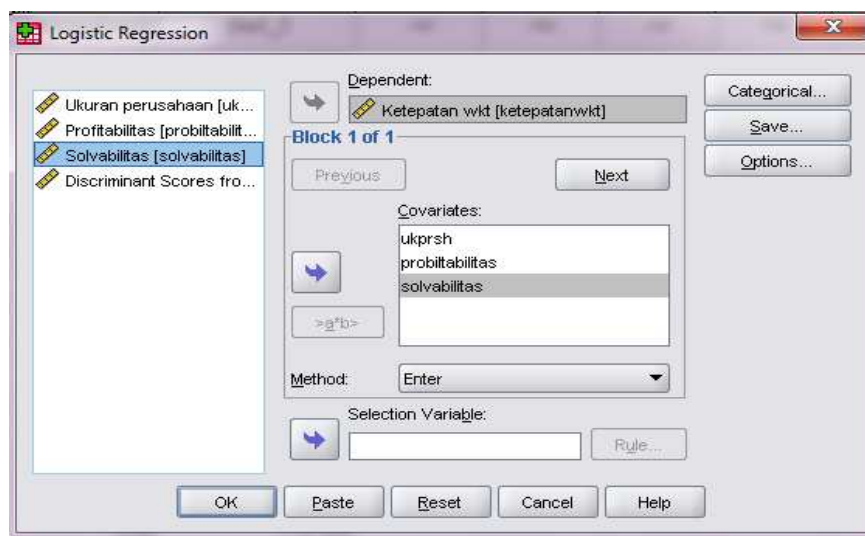 Logistic Regression
Ukuran perusahaan [uk...
Profitabilitas [probiltabilit...
Solvabilitas [solvabilitas]
Discriminant Scores fro...
Dependent:
Ketepatan wkt [ketepatanwkt]
Block 1 of 1
Previous
Next
Covariates:
ukprsh
probiltabilitas
solvabilitas
>a*b>
Method:
Enter
Selection Variable:
Rule...
Categorical...
Save...
Options...
OK
Paste
Reset
Cancel
Help